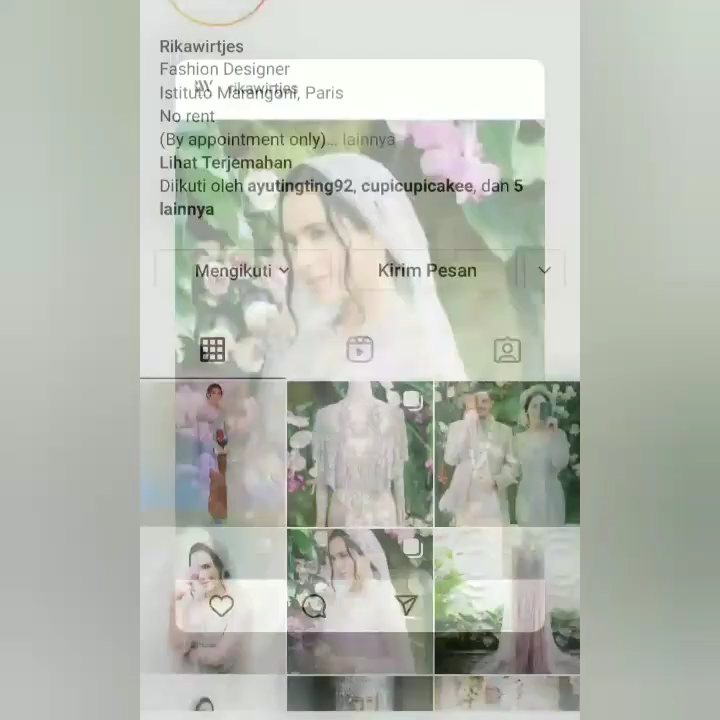 Rikawirtjes
Fashion Designer
rikawirtjes
Istituto Marangoni, Paris
No rent
(By appointment only)... lainnya
Lihat Terjemahan
Diikuti oleh ayutingting92, cupicupicakee, dan 5
lainnya
Mengikuti
Kirim Pesan